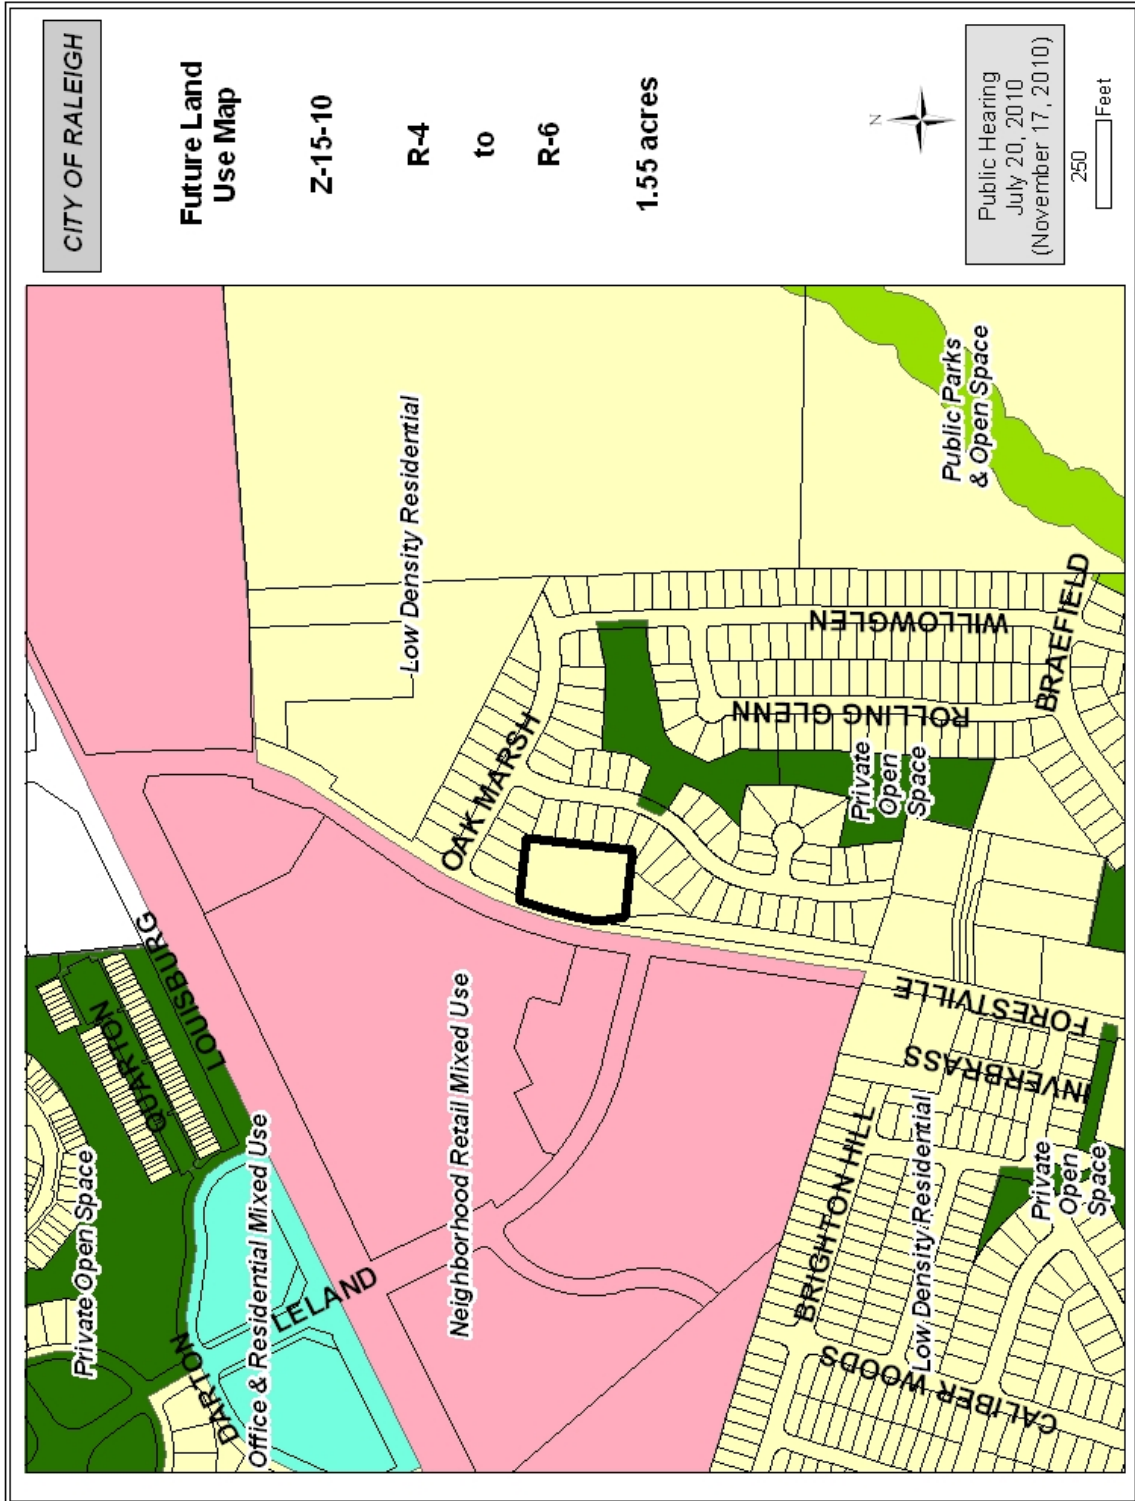 CITY OF RALEIGH
Future Land
Use Map
Z-15-10
R-4
to
R-6
1.55 acres
N
Public Hearing
July 20, 2010
(November 17, 2010)
250
Feet
Private Open Space
QUARTON
LOUISBURG
DARTON
Office & Residential Mixed Use
LELAND
Neighborhood Retail Mixed Use
Low Density Residential
OAK MARSH
WILLOWGLEN
ROLLING GLENN
Private
Open
Space
BRAEFIELD
Public Parks
& Open Space
FORESTVILLE
INVERBRASS
BRIGHTON HILL
Low Density Residential
CALIBER WOODS
Private
Open
Space